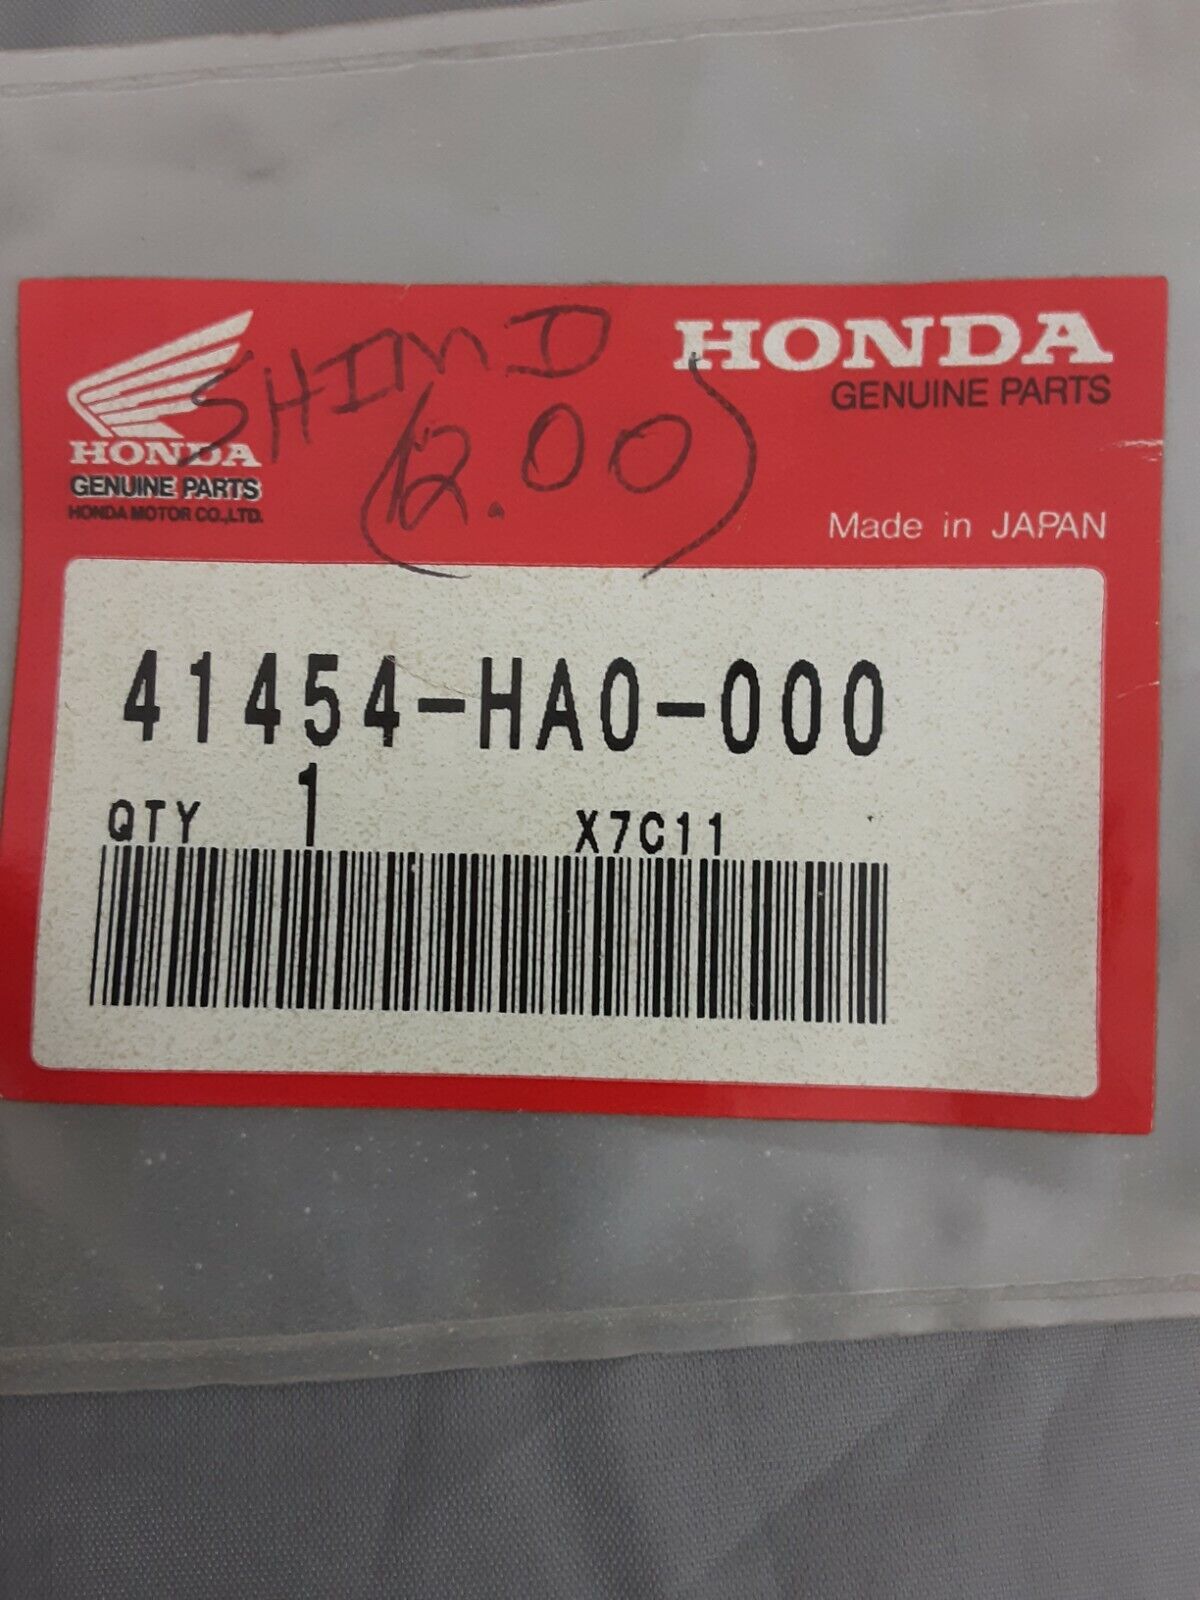 SHIM D
(2.00)
HONDA
GENUINE PARTS
HONDA
GENUINE PARTS
HONDA MOTOR CO.,LTD.
Made in JAPAN
41454-HA0-000
QTY 1 X7C11